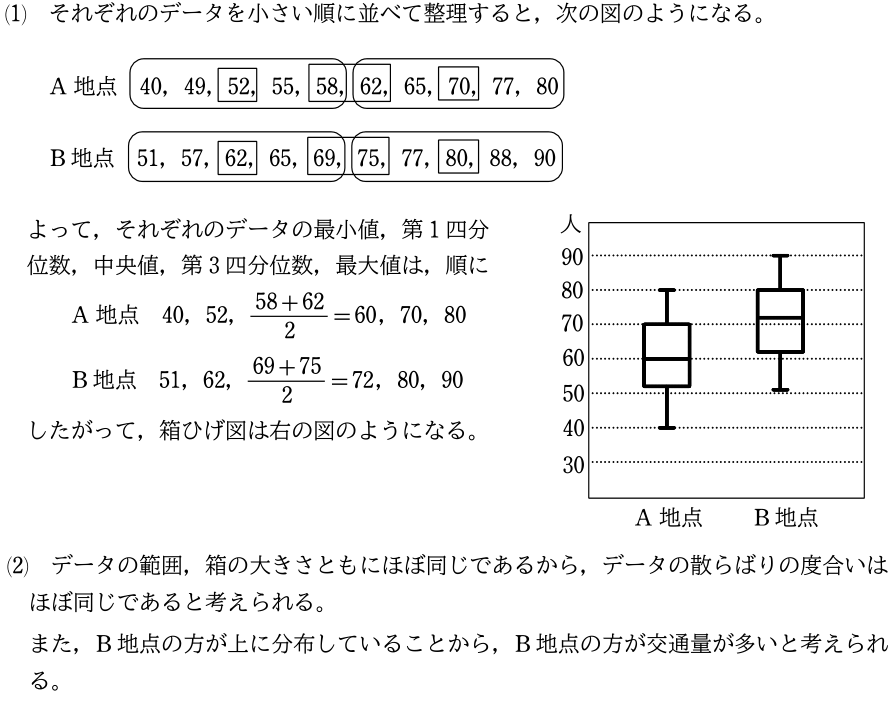 (1) それぞれのデータを小さい順に並べて整理すると，次の図のようになる。
A 地点 40, 49, 52, 55, 58, 62, 65, 70, 77, 80
B 地点 51, 57, 62, 65, 69, 75, 77, 80, 88, 90
よって，それぞれのデータの最小値，第 1 四分
位数，中央値，第 3 四分位数，最大値は，順に
A 地点 40, 52, (58+62)/2=60, 70, 80
B 地点 51, 62, (69+75)/2=72, 80, 90
したがって，箱ひげ図は右の図のようになる。
人
90
80
70
60
50
40
30
A 地点 B 地点
(2) データの範囲，箱の大きさともにほぼ同じであるから，データの散らばりの度合いは
ほぼ同じであると考えられる。
また，B 地点の方が上に分布していることから，B 地点の方が交通量が多いと考えられ
る。